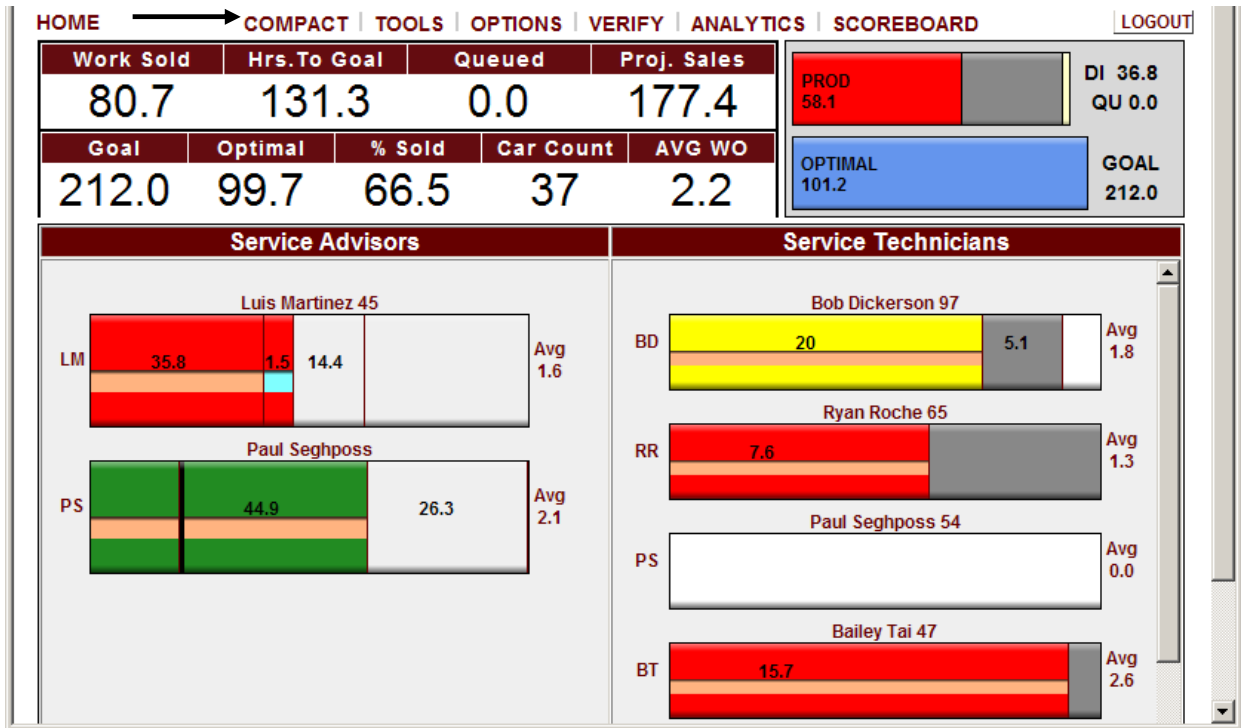 HOME COMPACT | TOOLS | OPTIONS | VERIFY | ANALYTICS | SCOREBOARD LOGOUT
Work Sold Hrs.To Goal Queued Proj. Sales
80.7 131.3 0.0 177.4
Goal Optimal % Sold Car Count AVG WO
212.0 99.7 66.5 37 2.2
PROD
58.1
DI 36.8
QU 0.0
OPTIMAL
101.2
GOAL
212.0
Service Advisors
Luis Martinez 45
LM 35.8 1.5 14.4 Avg
1.6
Paul Seghposs
PS 44.9 26.3 Avg
2.1
Service Technicians
Bob Dickerson 97
BD 20 5.1 Avg
1.8
Ryan Roche 65
RR 7.6 Avg
1.3
Paul Seghposs 54
PS Avg
0.0
Bailey Tai 47
BT 15.7 Avg
2.6